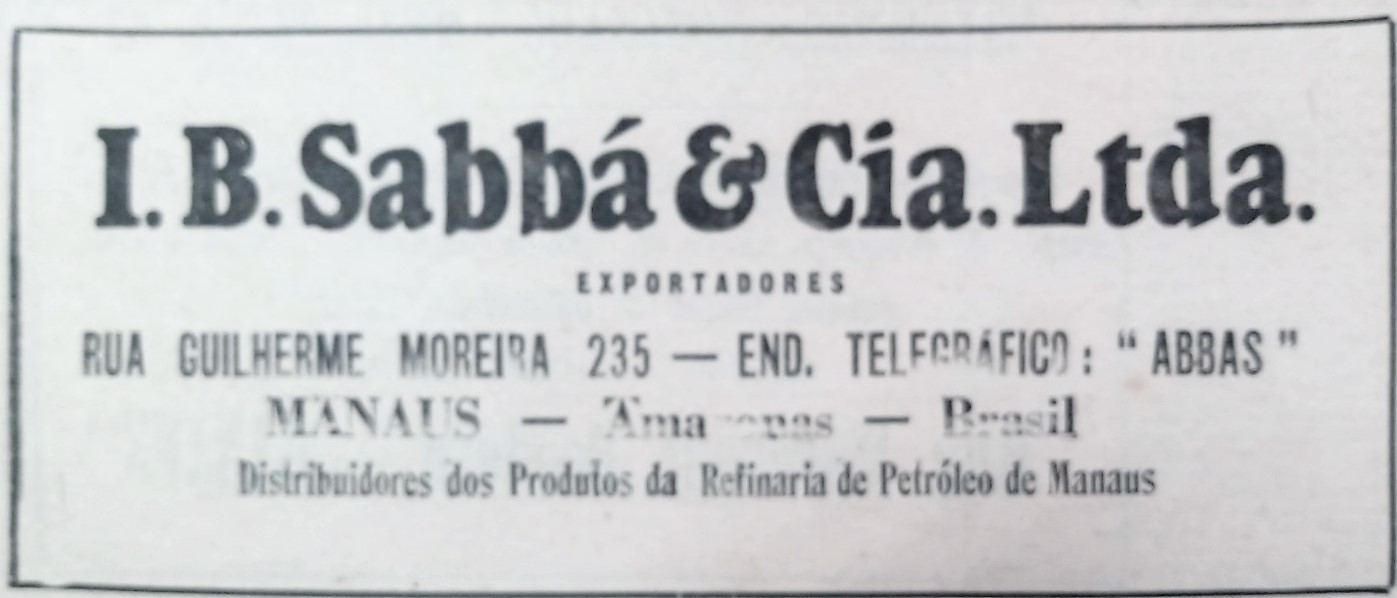 I. B. Sabbá & Cia. Ltda.
EXPORTADORES
RUA GUILHERME MOREIRA 235 — END. TELEGRÁFICO: “ ABBAS ”
MANAUS — Amazonas — Brasil
Distribuidores dos Produtos da Refinaria de Petróleo de Manaus